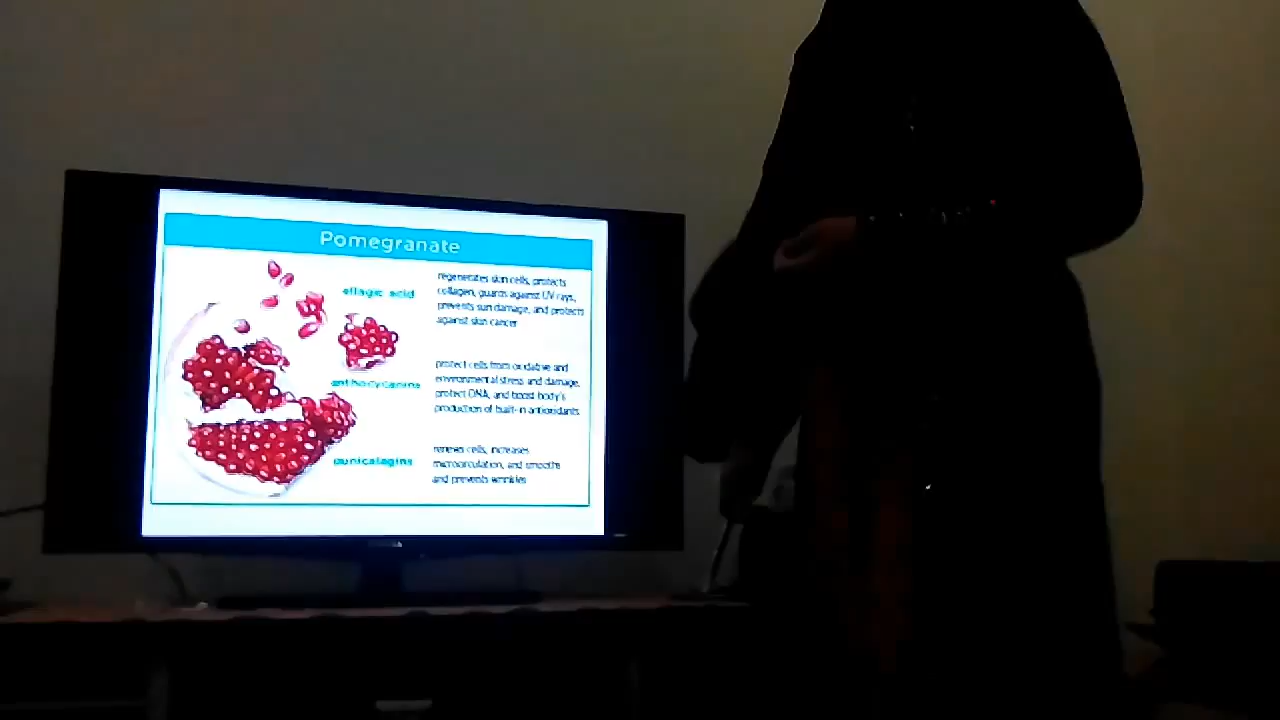 Pomegranate
ellagic acid
regenerates skin cells, protects
collagen, guards against UV rays,
prevents sun damage, and protects
against skin cancer
anthocyanins
protect cells from oxidative and
environmental stress and damage,
protect DNA, and boost body's
production of built-in antioxidants
punicalagins
renews cells, increases
microcirculation, and smooths
and prevents wrinkles